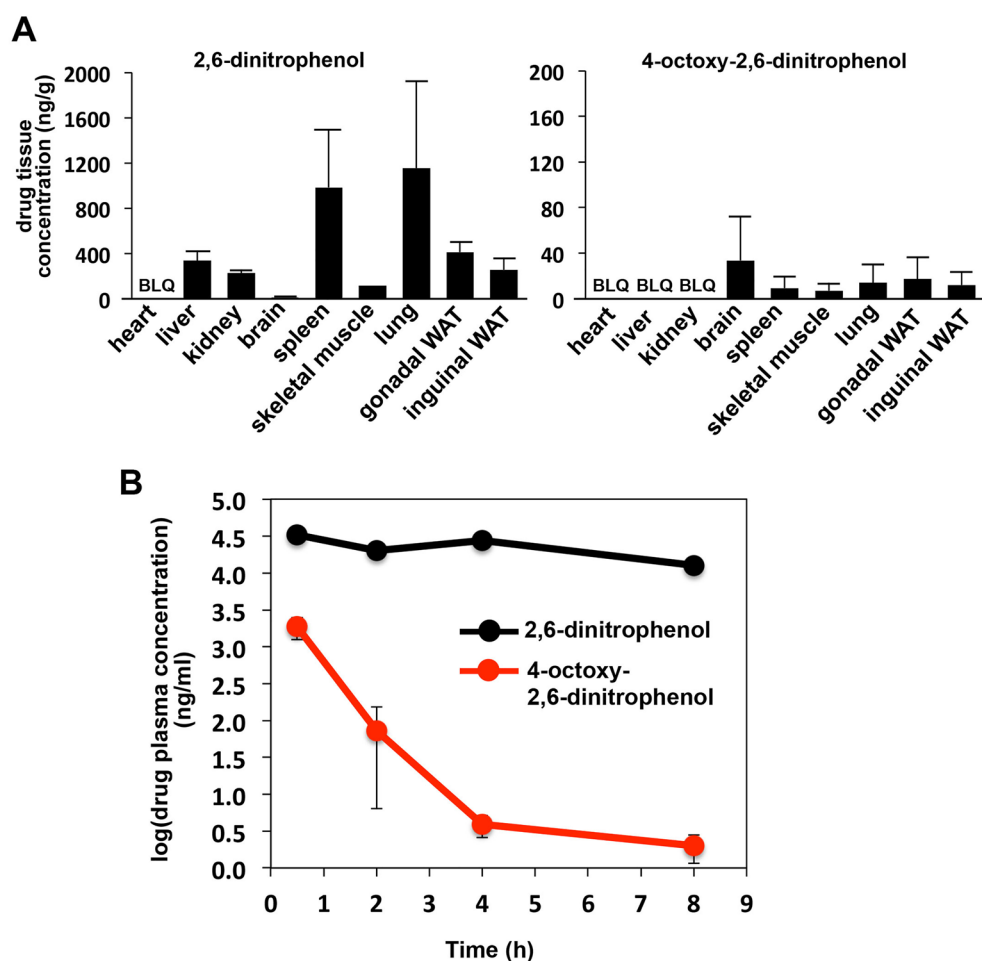 A
2,6-dinitrophenol
4-octoxy-2,6-dinitrophenol
drug tissue
concentration (ng/g)
2000
1600
1200
800
400
0
BLQ
heart
liver
kidney
brain
spleen
skeletal muscle
lung
gonadal WAT
inguinal WAT
200
160
120
80
40
0
BLQ BLQ BLQ
heart
liver
kidney
brain
spleen
skeletal muscle
lung
gonadal WAT
inguinal WAT
B
log(drug plasma concentration)
(ng/ml)
5.0
4.5
4.0
3.5
3.0
2.5
2.0
1.5
1.0
0.5
0.0
2,6-dinitrophenol
4-octoxy-
2,6-dinitrophenol
0 1 2 3 4 5 6 7 8 9
Time (h)